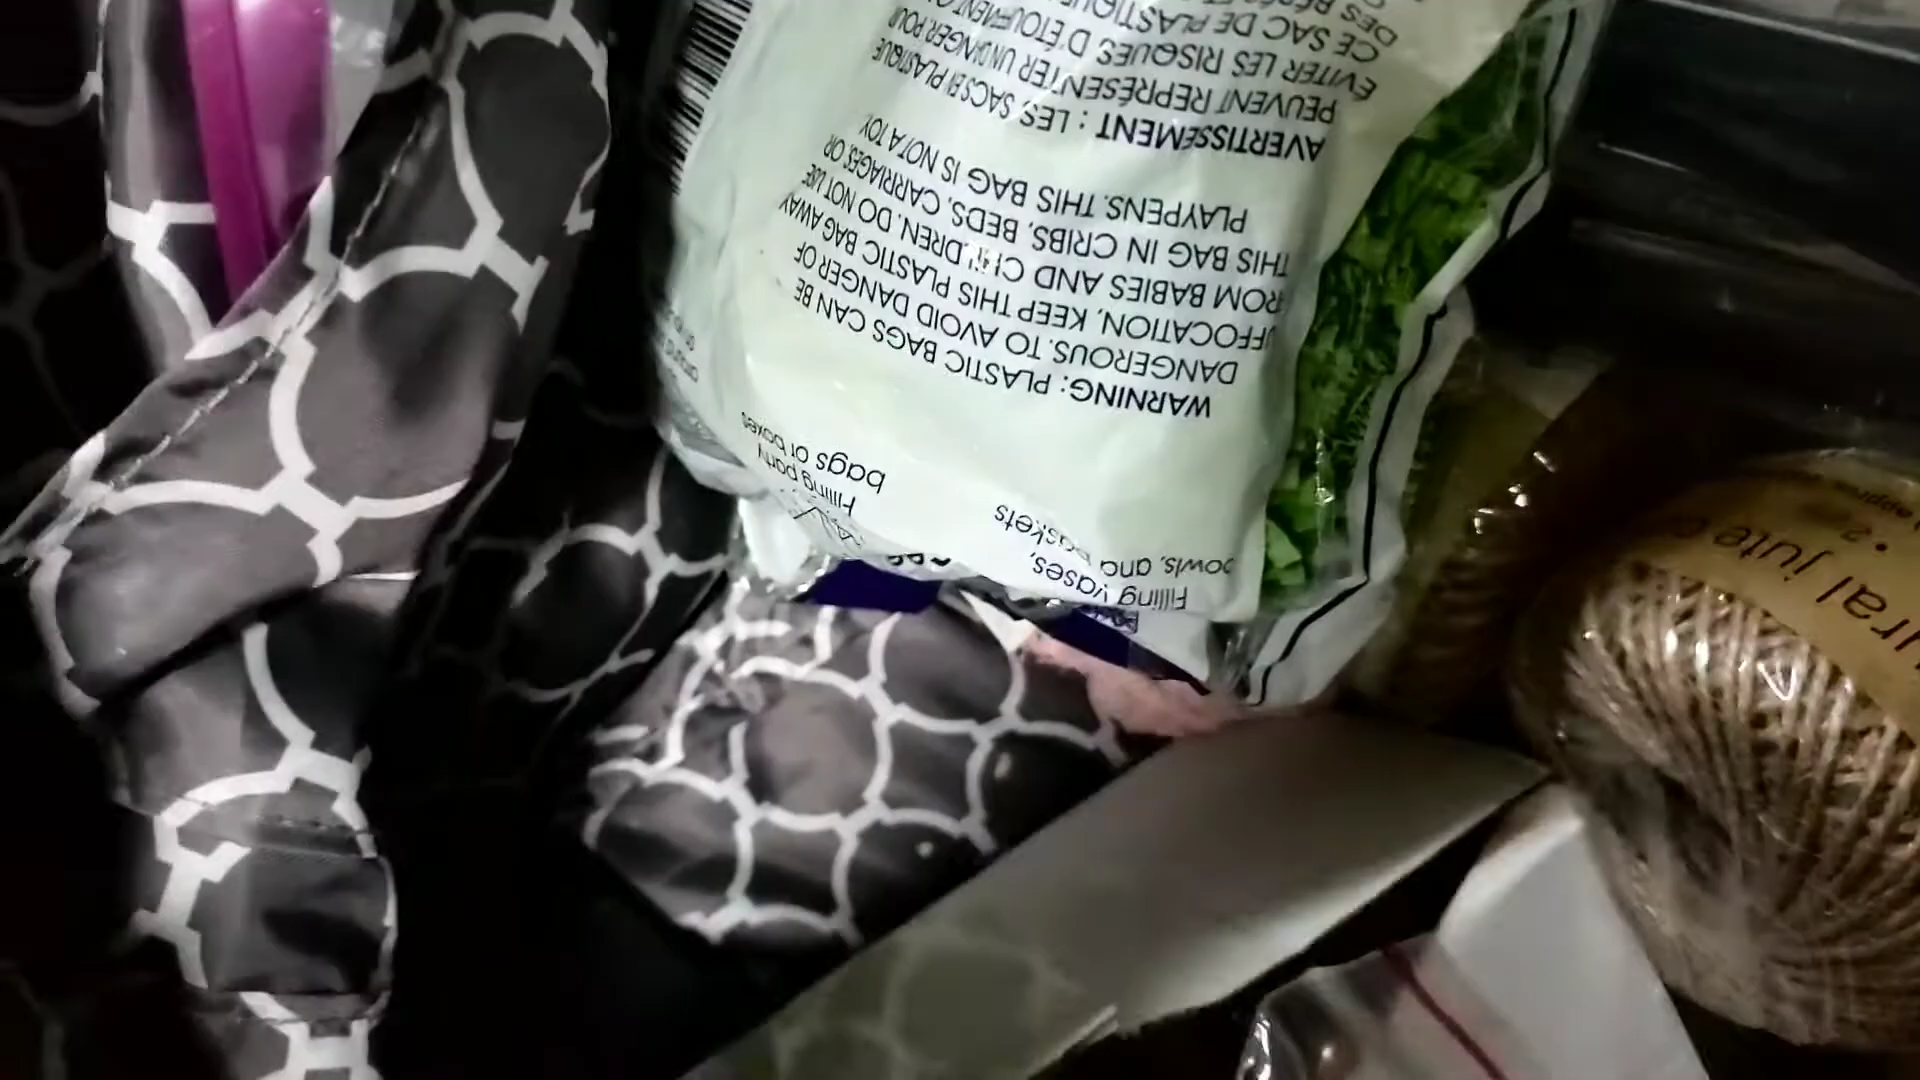 Filling vases,
bowls, and baskets
Filling party
bags or boxes
WARNING: PLASTIC BAGS CAN BE
DANGEROUS. TO AVOID DANGER OF
UFFOCATION, KEEP THIS PLASTIC BAG AWAY
ROM BABIES AND CHILDREN. DO NOT USE
THIS BAG IN CRIBS, BEDS, CARRIAGES, OR
PLAYPENS. THIS BAG IS NOT A TOY
AVERTISSEMENT : LES SACS EN PLASTIQUE
PEUVENT REPRÉSENTER UN DANGER. POUR
ÉVITER LES RISQUES D'ÉTOUFFEMENT
CE SAC DE PLASTIQUE
DES BÉBÉS ET
ural jute